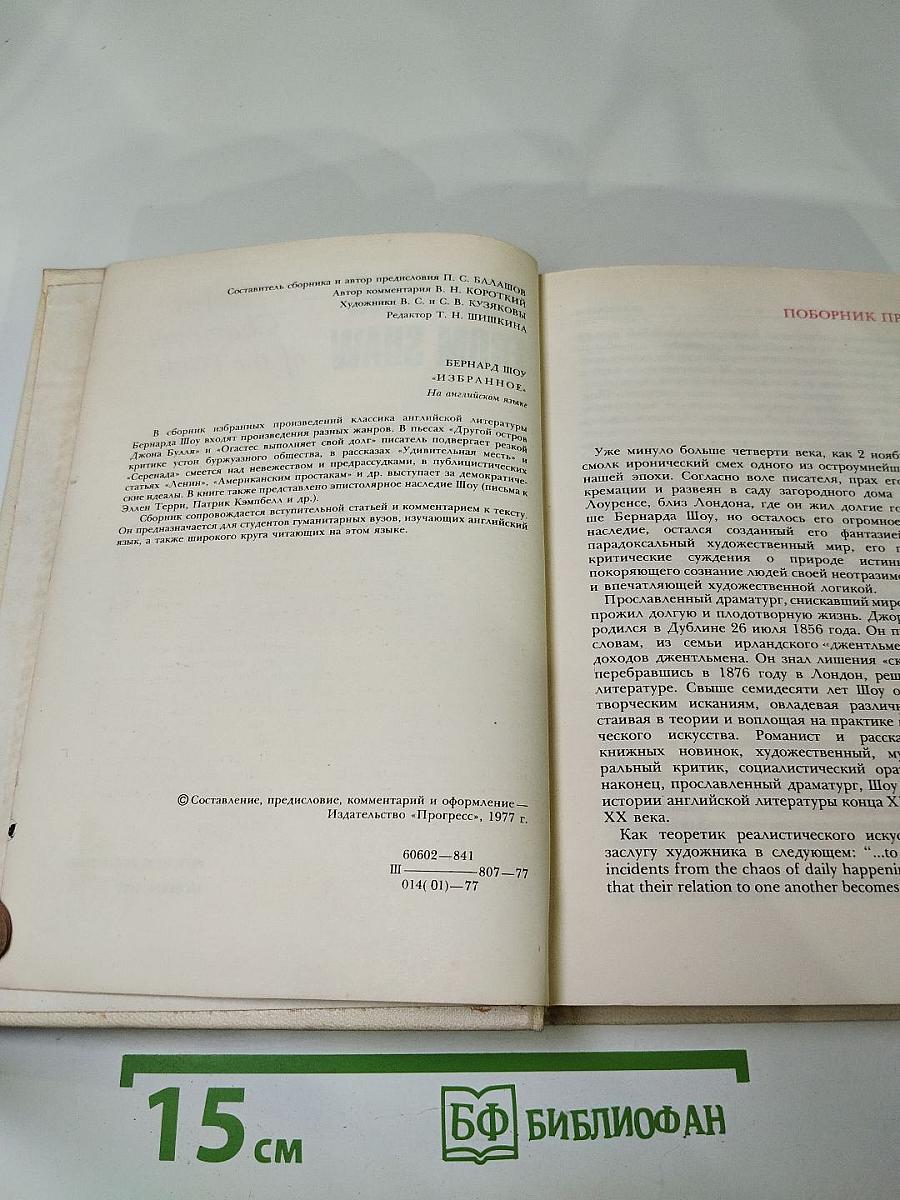 Составитель сборника и автор предисловия П. С. БАЛАШОВ
Автор комментария В. Н. КОРОТКИЙ
Художники В. С. и С. В. КУЗЯКОВЫ
Редактор Т. Н. ШИШКИНА
БЕРНАРД ШОУ
«ИЗБРАННОЕ»
На английском языке
В сборник избранных произведений классика английской литературы
Бернарда Шоу входят произведения разных жанров. В пьесах «Другой остров
Джона Булля» и «Огастес выполняет свой долг» писатель подвергает резкой
критике устои буржуазного общества, в рассказах «Удивительная месть» и
«Серенада» смеется над невежеством и предрассудками, в публицистических
статьях «Ленин», «Американским простакам» и др. выступает за демократиче-
ские идеалы. В книге также представлено эпистолярное наследие Шоу (письма к
Эллен Терри, Патрик Кэмпбелл и др.).
Сборник сопровождается вступительной статьей и комментарием к тексту.
Он предназначается для студентов гуманитарных вузов, изучающих английский
язык, а также широкого круга читающих на этом языке.
© Составление, предисловие, комментарий и оформление—
Издательство «Прогресс», 1977 г.
60602—841
Ш————807—77
014(01)—77
ПОБОРНИК ПР
Уже минуло больше четверти века, как 2 нояб
смолк иронический смех одного из остроумнейш
нашей эпохи. Согласно воле писателя, прах его
кремации и развеян в саду загородного дома
Лоуренсе, близ Лондона, где он жил долгие го
ше Бернарда Шоу, но осталось его огромное
наследие, остался созданный его фантазией
парадоксальный художественный мир, его п
критические суждения о природе истин
покоряющего сознание людей своей неотразимо
и впечатляющей художественной логикой.
Прославленный драматург, снискавший миро
прожил долгую и плодотворную жизнь. Джор
родился в Дублине 26 июля 1856 года. Он п
словам, из семьи ирландского «джентльме
доходов джентльмена. Он знал лишения «ск
перебравшись в 1876 году в Лондон, реш
литературе. Свыше семидесяти лет Шоу о
творческим исканиям, овладевая различн
стаивая в теории и воплощая на практике
ческого искусства. Романист и расска
книжных новинок, художественный, му
ральный критик, социалистический ора
наконец, прославленный драматург, Шоу
истории английской литературы конца XI
XX века.
Как теоретик реалистического искус
заслугу художника в следующем: “...to
incidents from the chaos of daily happenin
that their relation to one another becomes
15 см
БФ БИБЛИОФАН